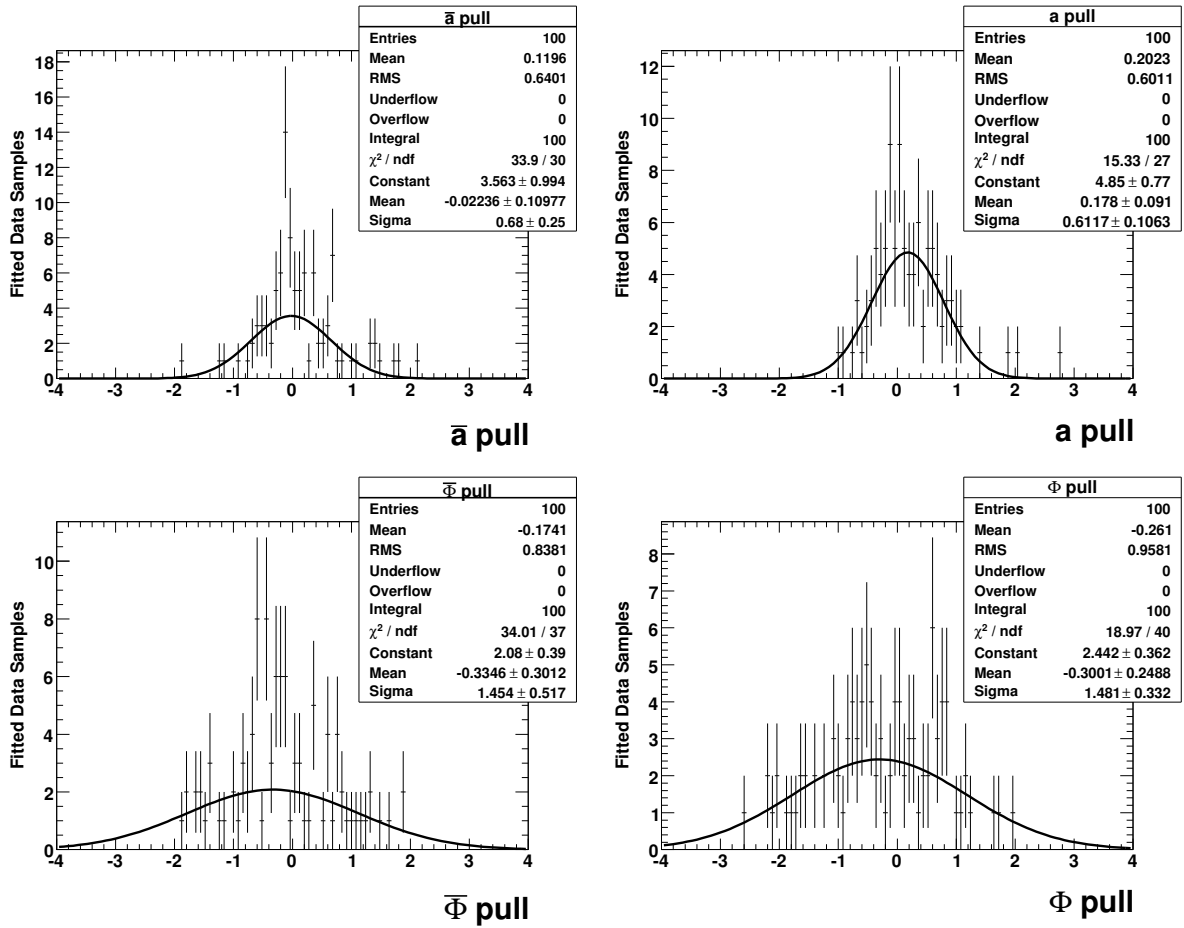 a̅ pull
Entries 100
Mean 0.1196
RMS 0.6401
Underflow 0
Overflow 0
Integral 100
χ² / ndf 33.9 / 30
Constant 3.563 ± 0.994
Mean -0.02236 ± 0.10977
Sigma 0.68 ± 0.25
Fitted Data Samples
18
16
14
12
10
8
6
4
2
0
-4 -3 -2 -1 0 1 2 3 4
a̅ pull
a pull
Entries 100
Mean 0.2023
RMS 0.6011
Underflow 0
Overflow 0
Integral 100
χ² / ndf 15.33 / 27
Constant 4.85 ± 0.77
Mean 0.178 ± 0.091
Sigma 0.6117 ± 0.1063
Fitted Data Samples
12
10
8
6
4
2
0
-4 -3 -2 -1 0 1 2 3 4
a pull
Φ̅ pull
Entries 100
Mean -0.1741
RMS 0.8381
Underflow 0
Overflow 0
Integral 100
χ² / ndf 34.01 / 37
Constant 2.08 ± 0.39
Mean -0.3346 ± 0.3012
Sigma 1.454 ± 0.517
Fitted Data Samples
10
8
6
4
2
0
-4 -3 -2 -1 0 1 2 3 4
Φ̅ pull
Φ pull
Entries 100
Mean -0.261
RMS 0.9581
Underflow 0
Overflow 0
Integral 100
χ² / ndf 18.97 / 40
Constant 2.442 ± 0.362
Mean -0.3001 ± 0.2488
Sigma 1.481 ± 0.332
Fitted Data Samples
8
7
6
5
4
3
2
1
0
-4 -3 -2 -1 0 1 2 3 4
Φ pull